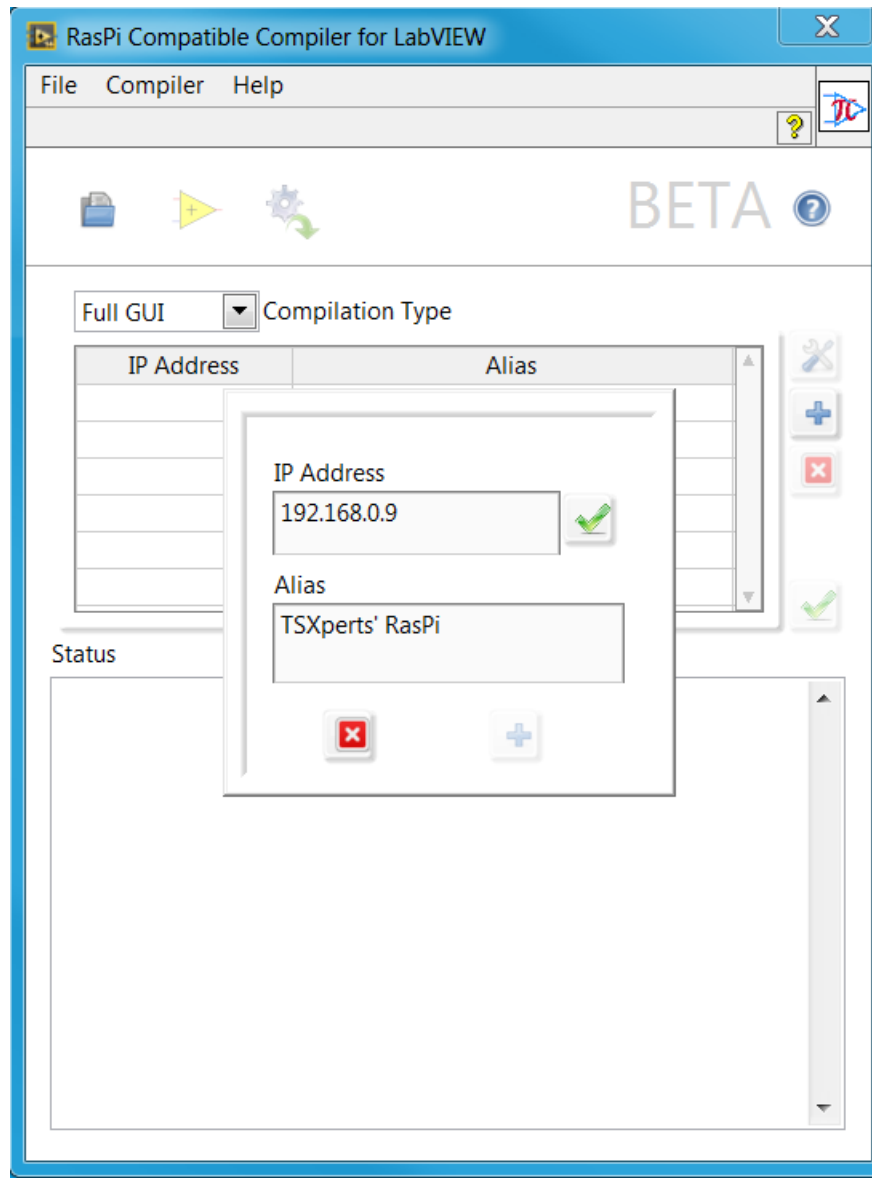 RasPi Compatible Compiler for LabVIEW
File Compiler Help
BETA
Full GUI Compilation Type
IP Address Alias
IP Address
192.168.0.9
Alias
TSXperts' RasPi
Status